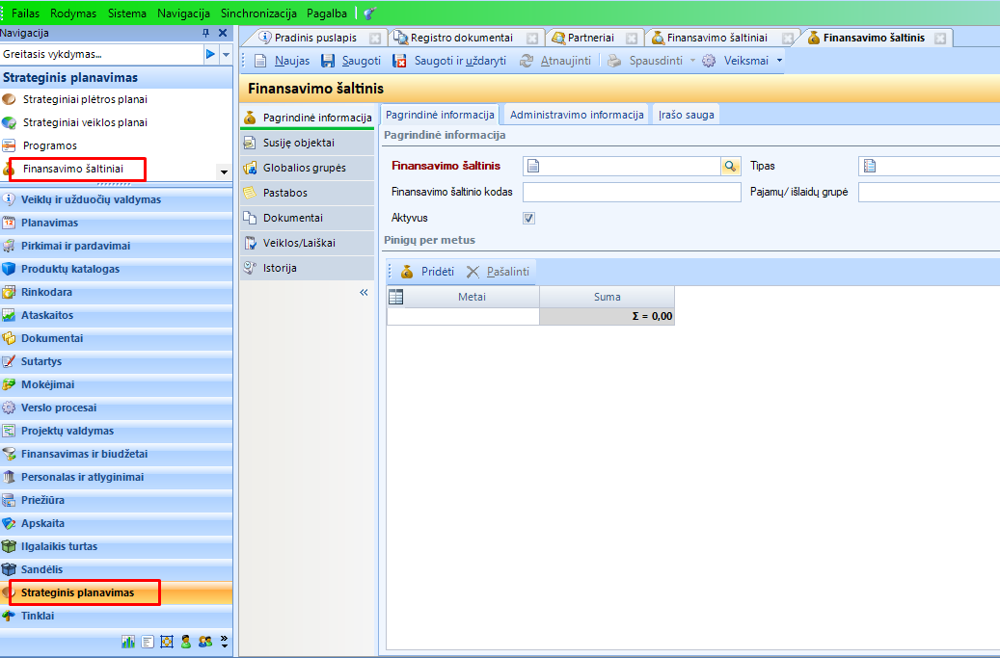 Failas Rodymas Sistema Navigacija Sinchronizacija Pagalba
Navigacija
Greitasis vykdymas...
Strateginis planavimas
Strateginiai plėtros planai
Strateginiai veiklos planai
Programos
Finansavimo šaltiniai
Veiklų ir užduočių valdymas
Planavimas
Pirkimai ir pardavimai
Produktų katalogas
Rinkodara
Ataskaitos
Dokumentai
Sutartys
Mokėjimai
Verslo procesai
Projektų valdymas
Finansavimas ir biudžetai
Personalas ir atlyginimai
Priežiūra
Apskaita
Ilgalaikis turtas
Sandėlis
Strateginis planavimas
Tinklai
Pradinis puslapis Registro dokumentai Partneriai Finansavimo šaltiniai Finansavimo šaltinis
Naujas Saugoti Saugoti ir uždaryti Atnaujinti Spausdinti Veiksmai
Finansavimo šaltinis
Pagrindinė informacija
Susiję objektai
Globalios grupės
Pastabos
Dokumentai
Veiklos/Laiškai
Istorija
Pagrindinė informacija Administravimo informacija Įrašo sauga
Pagrindinė informacija
Finansavimo šaltinis Tipas
Finansavimo šaltinio kodas Pajamų/ išlaidų grupė
Aktyvus
Pinigų per metus
Pridėti Pašalinti
Metai Suma
Σ = 0,00